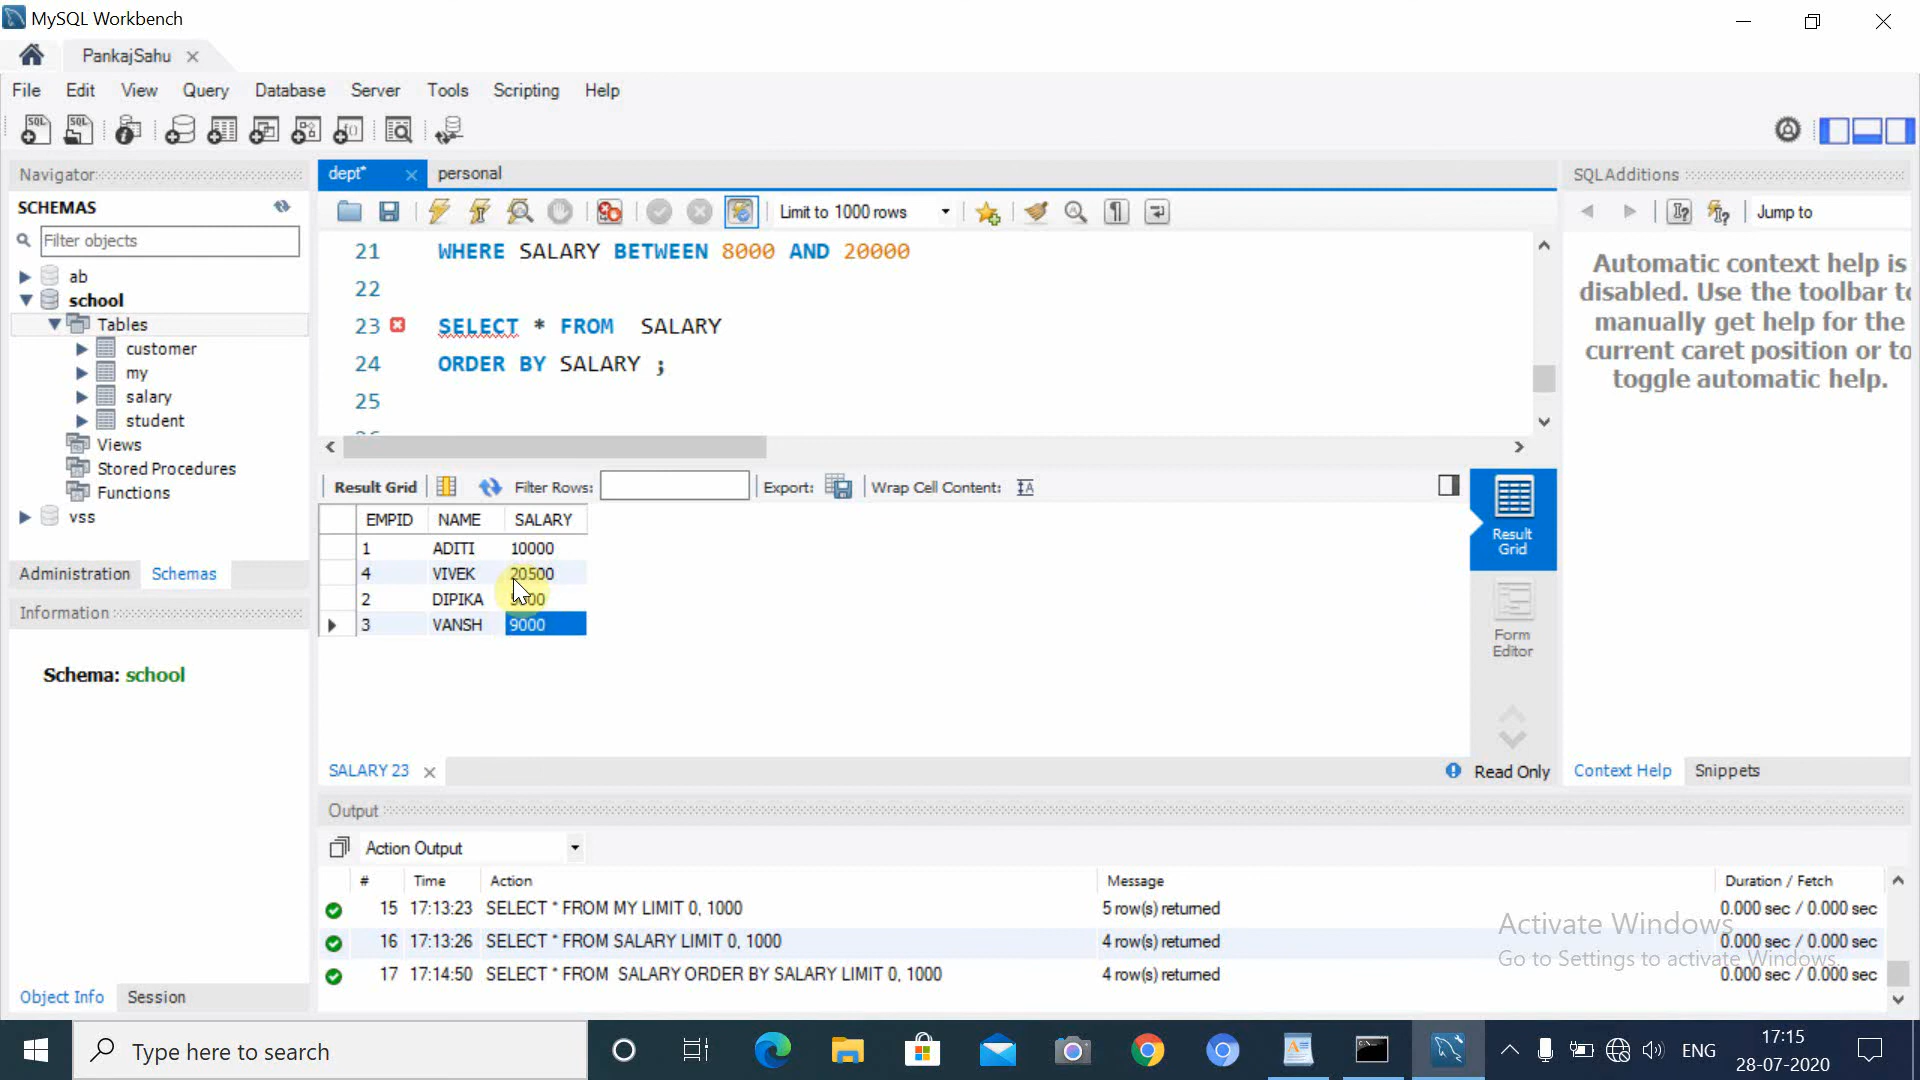 MySQL Workbench
PankajSahu
File Edit View Query Database Server Tools Scripting Help
Navigator
SCHEMAS
Filter objects
ab
school
Tables
customer
my
salary
student
Views
Stored Procedures
Functions
vss
Administration Schemas
Information
Schema: school
Object Info Session
dept* personal
Limit to 1000 rows
21 WHERE SALARY BETWEEN 8000 AND 20000
22
23 SELECT * FROM SALARY
24 ORDER BY SALARY ;
25
Result Grid Filter Rows: Export: Wrap Cell Content:
EMPID NAME SALARY
1 ADITI 10000
4 VIVEK 20500
2 DIPIKA
3 VANSH 9000
Result Grid
Form Editor
SALARY 23
Read Only
SQLAdditions
Jump to
Automatic context help is
disabled. Use the toolbar to
manually get help for the
current caret position or to
toggle automatic help.
Context Help Snippets
Output
Action Output
# Time Action Message Duration / Fetch
15 17:13:23 SELECT * FROM MY LIMIT 0, 1000 5 row(s) returned 0.000 sec / 0.000 sec
16 17:13:26 SELECT * FROM SALARY LIMIT 0, 1000 4 row(s) returned 0.000 sec / 0.000 sec
17 17:14:50 SELECT * FROM SALARY ORDER BY SALARY LIMIT 0, 1000 4 row(s) returned 0.000 sec / 0.000 sec
Activate Windows
Go to Settings to activate Windows.
Type here to search
ENG
17:15
28-07-2020